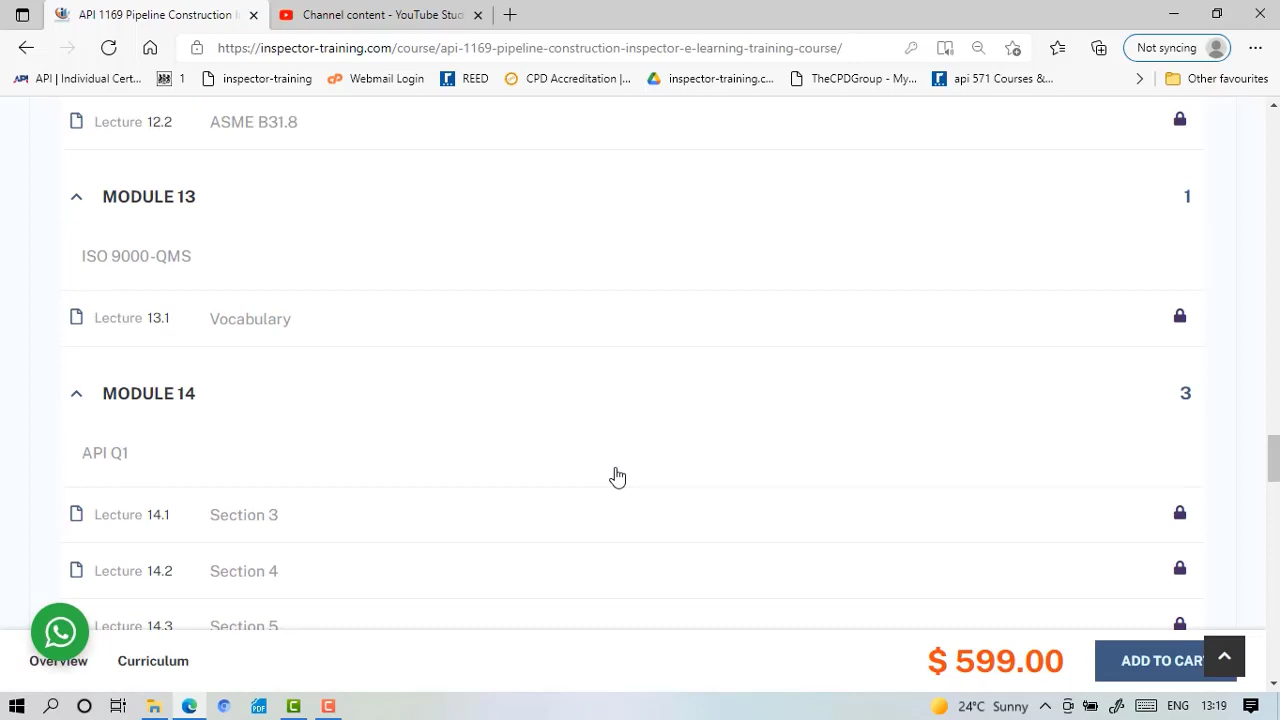 API 1169 Pipeline Construction I
Channel content - YouTube Stud
https://inspector-training.com/course/api-1169-pipeline-construction-inspector-e-learning-training-course/
Not syncing
API | Individual Cert...
1
inspector-training
Webmail Login
REED
CPD Accreditation |...
inspector-training.c...
TheCPDGroup - My...
api 571 Courses &...
Other favourites
Lecture 12.2 ASME B31.8
MODULE 13 1
ISO 9000-QMS
Lecture 13.1 Vocabulary
MODULE 14 3
API Q1
Lecture 14.1 Section 3
Lecture 14.2 Section 4
Lecture 14.3 Section 5
Overview Curriculum $ 599.00 ADD TO CAR
24°C Sunny ENG 13:19